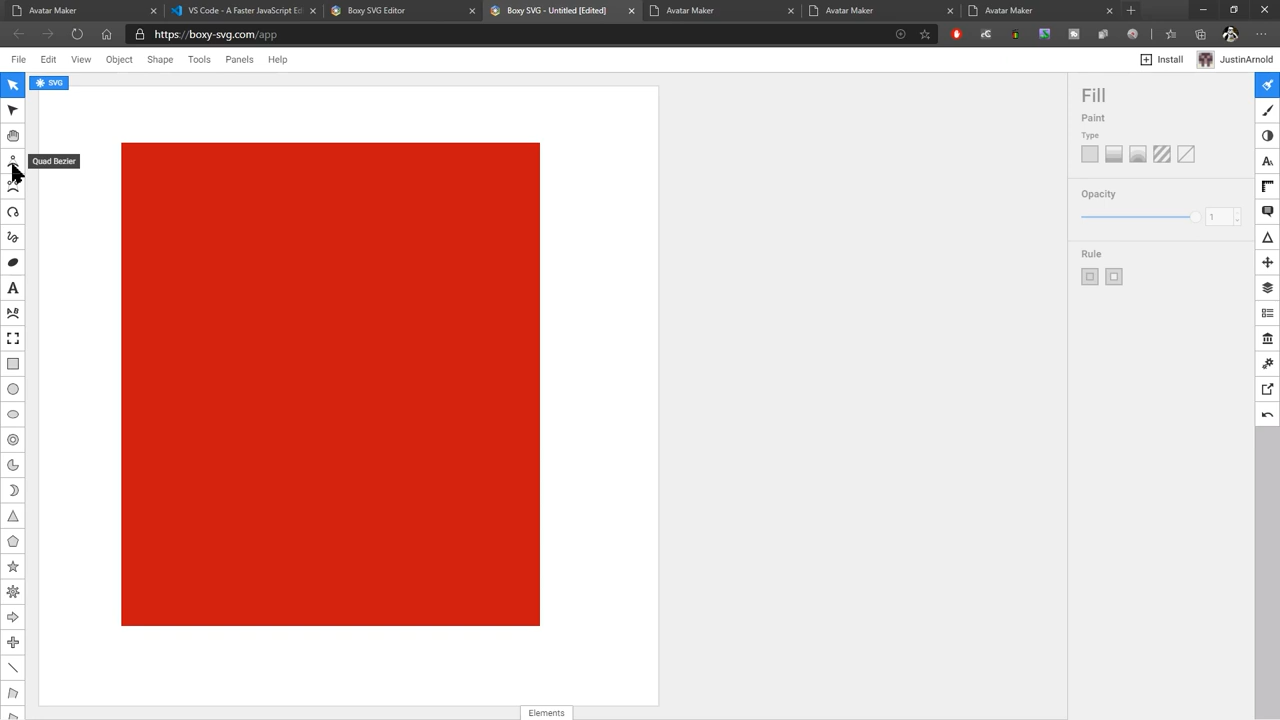 Avatar Maker
VS Code - A Faster JavaScript Ed
Boxy SVG Editor
Boxy SVG - Untitled [Edited]
Avatar Maker
Avatar Maker
Avatar Maker
https://boxy-svg.com/app
File
Edit
View
Object
Shape
Tools
Panels
Help
Install
JustinArnold
SVG
Quad Bezier
Fill
Paint
Type
Opacity
1
Rule
Elements